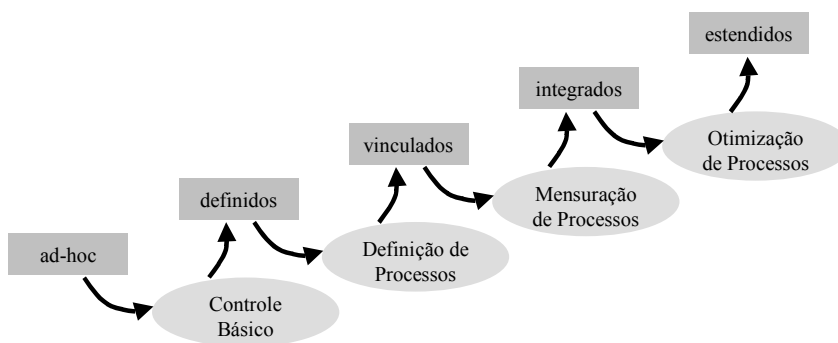 ad-hoc
Controle
Básico
definidos
Definição de
Processos
vinculados
Mensuração
de Processos
integrados
Otimização
de Processos
estendidos